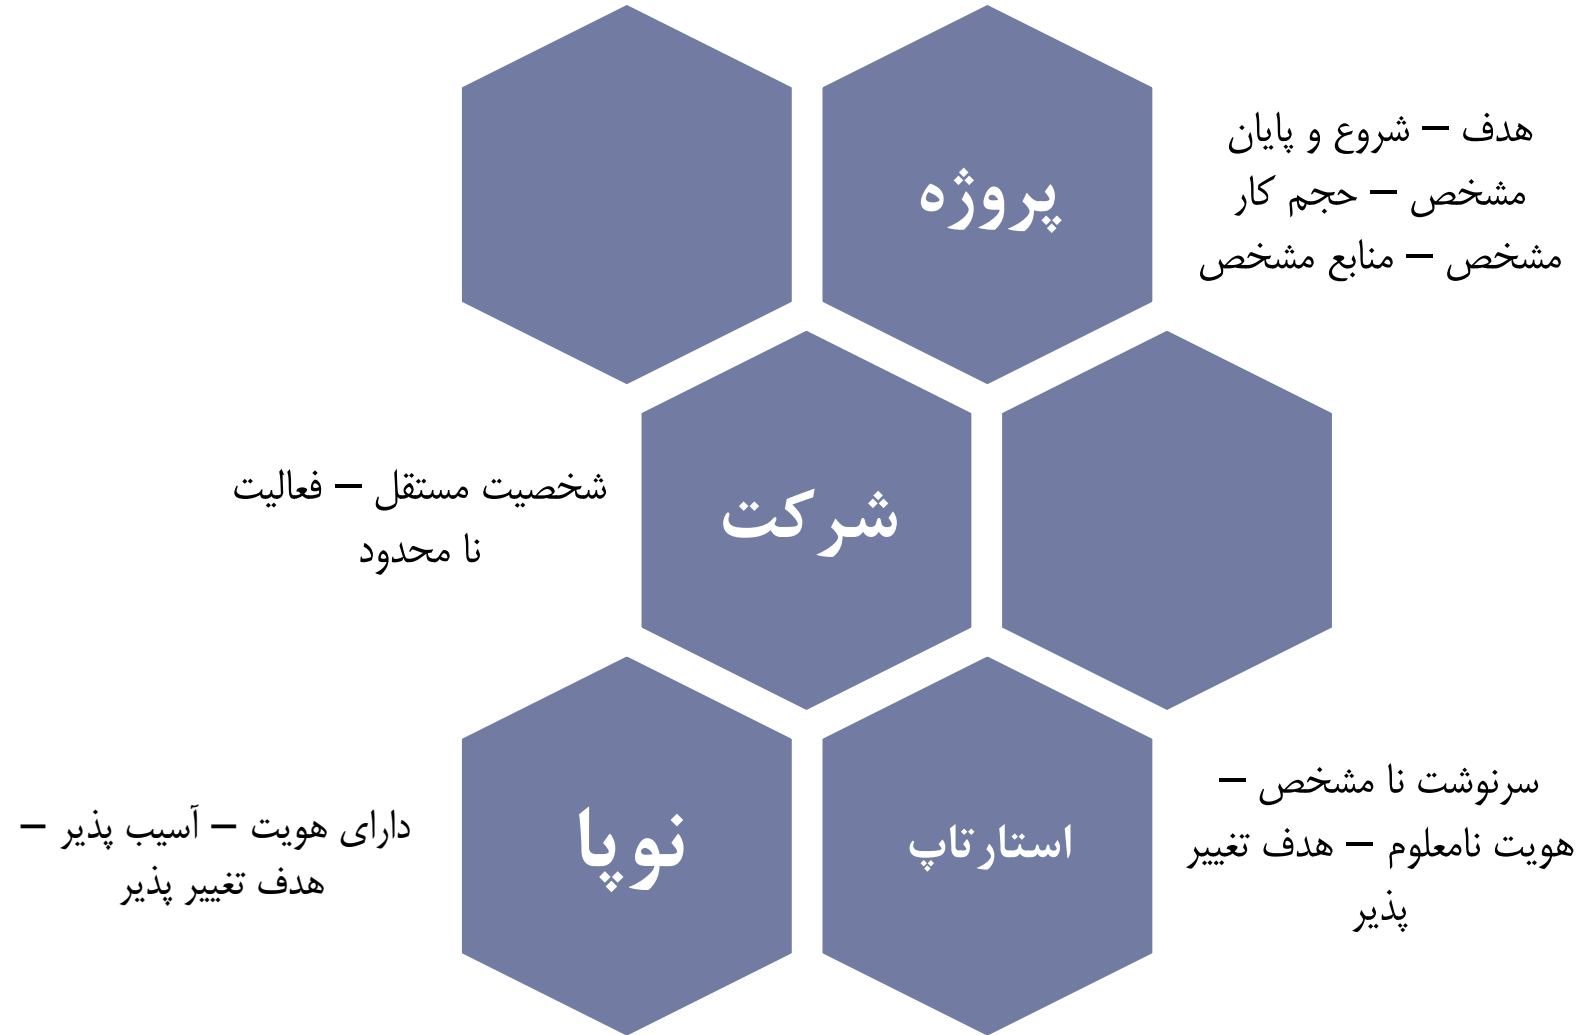 پروژه
هدف – شروع و پایان
مشخص – حجم کار
مشخص – منابع مشخص
شرکت
شخصیت مستقل – فعالیت
نا محدود
استارتاپ
سرنوشت نا مشخص –
هویت نامعلوم – هدف تغییر
پذیر
نوپا
دارای هویت – آسیب پذیر –
هدف تغییر پذیر